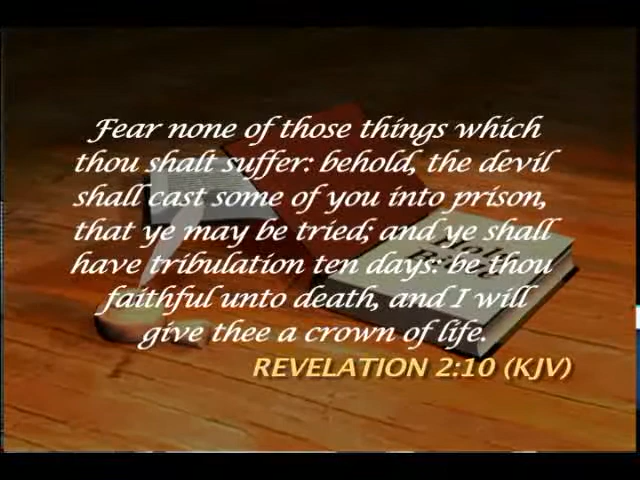 Fear none of those things which
thou shalt suffer: behold, the devil
shall cast some of you into prison,
that ye may be tried; and ye shall
have tribulation ten days: be thou
faithful unto death, and I will
give thee a crown of life.
REVELATION 2:10 (KJV)
Holy